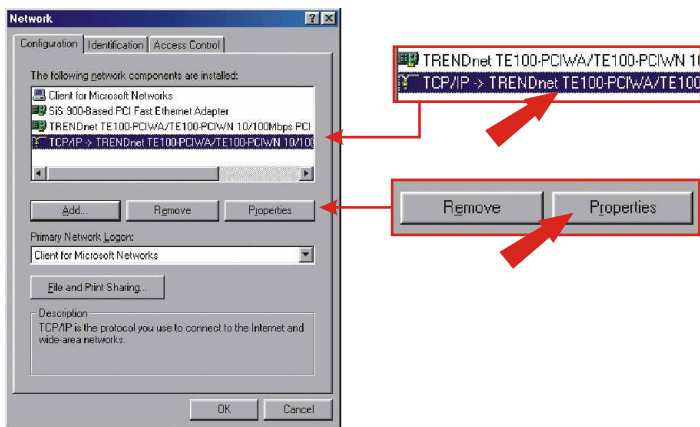 Network
Configuration Identification Access Control
The following network components are installed:
Client for Microsoft Networks
SiS 900-Based PCI Fast Ethernet Adapter
TRENDnet TE100-PCIWA/TE100-PCIWN 10/100Mbps PCI
TCP/IP -> TRENDnet TE100-PCIWA/TE100-PCIWN 10/100
Add... Remove Properties
Primary Network Logon:
Client for Microsoft Networks
File and Print Sharing...
Description
TCP/IP is the protocol you use to connect to the Internet and
wide-area networks.
OK Cancel
TRENDnet TE100-PCIWA/TE100-PCIWN 10
TCP/IP -> TRENDnet TE100-PCIWA/TE100
Remove Properties